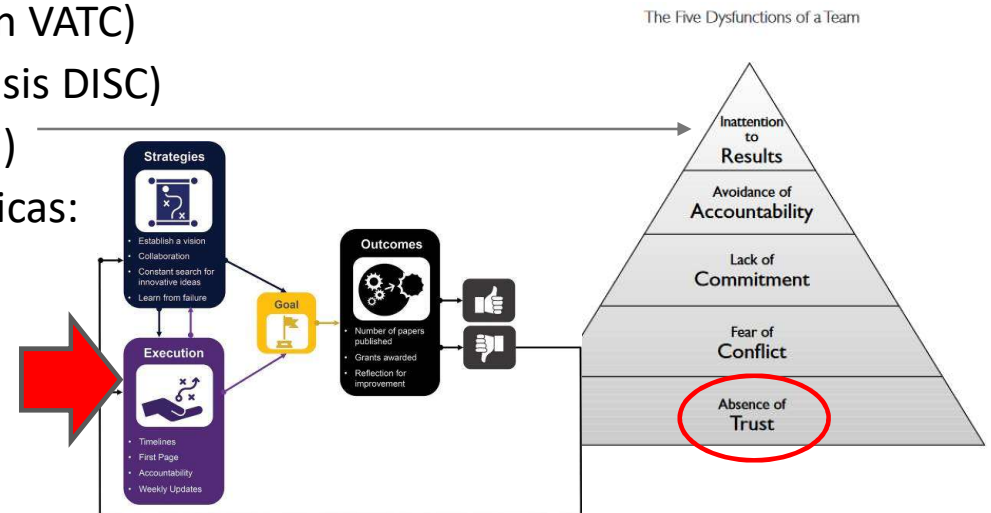 n VATC)
sis DISC)
)
icas:
The Five Dysfunctions of a Team
Strategies
• Establish a vision
• Collaboration
• Constant search for
innovative ideas
• Learn from failure
Execution
• Timelines
• First Page
• Accountability
• Weekly Updates
Goal
Outcomes
• Number of papers
published
• Grants awarded
• Reflection for
improvement
Inattention
to
Results
Avoidance of
Accountability
Lack of
Commitment
Fear of
Conflict
Absence of
Trust